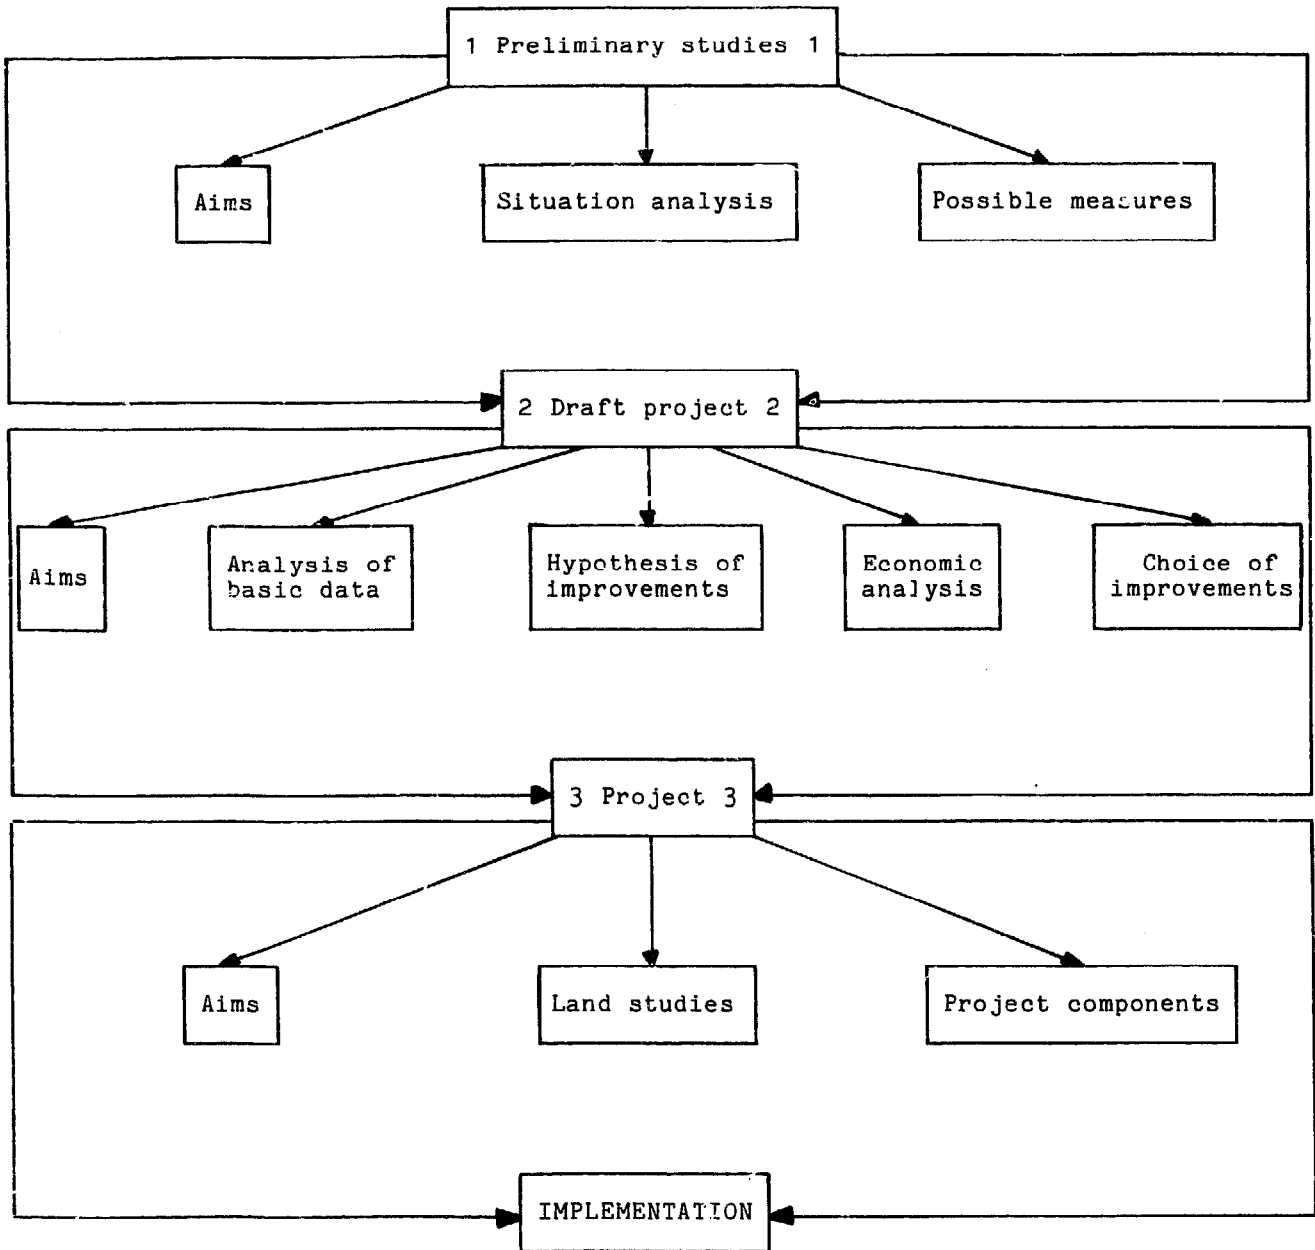 1 Preliminary studies 1
Aims
Situation analysis
Possible measures
2 Draft project 2
Aims
Analysis of
basic data
Hypothesis of
improvements
Economic
analysis
Choice of
improvements
3 Project 3
Aims
Land studies
Project components
IMPLEMENTATION